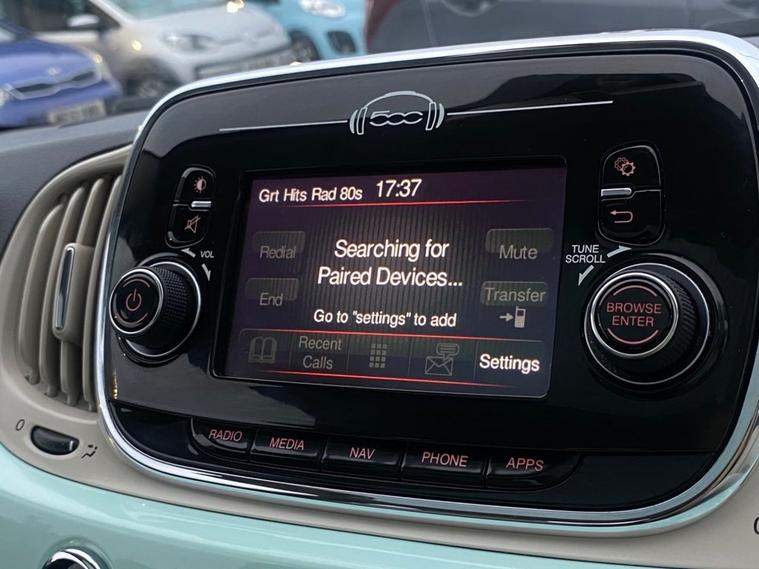 500
Grt Hits Rad 80s 17:37
Redial
Searching for
Paired Devices...
Mute
End
Go to "settings" to add
Transfer
Recent
Calls
Settings
VOL
TUNE
SCROLL
BROWSE
ENTER
RADIO MEDIA NAV PHONE APPS
0